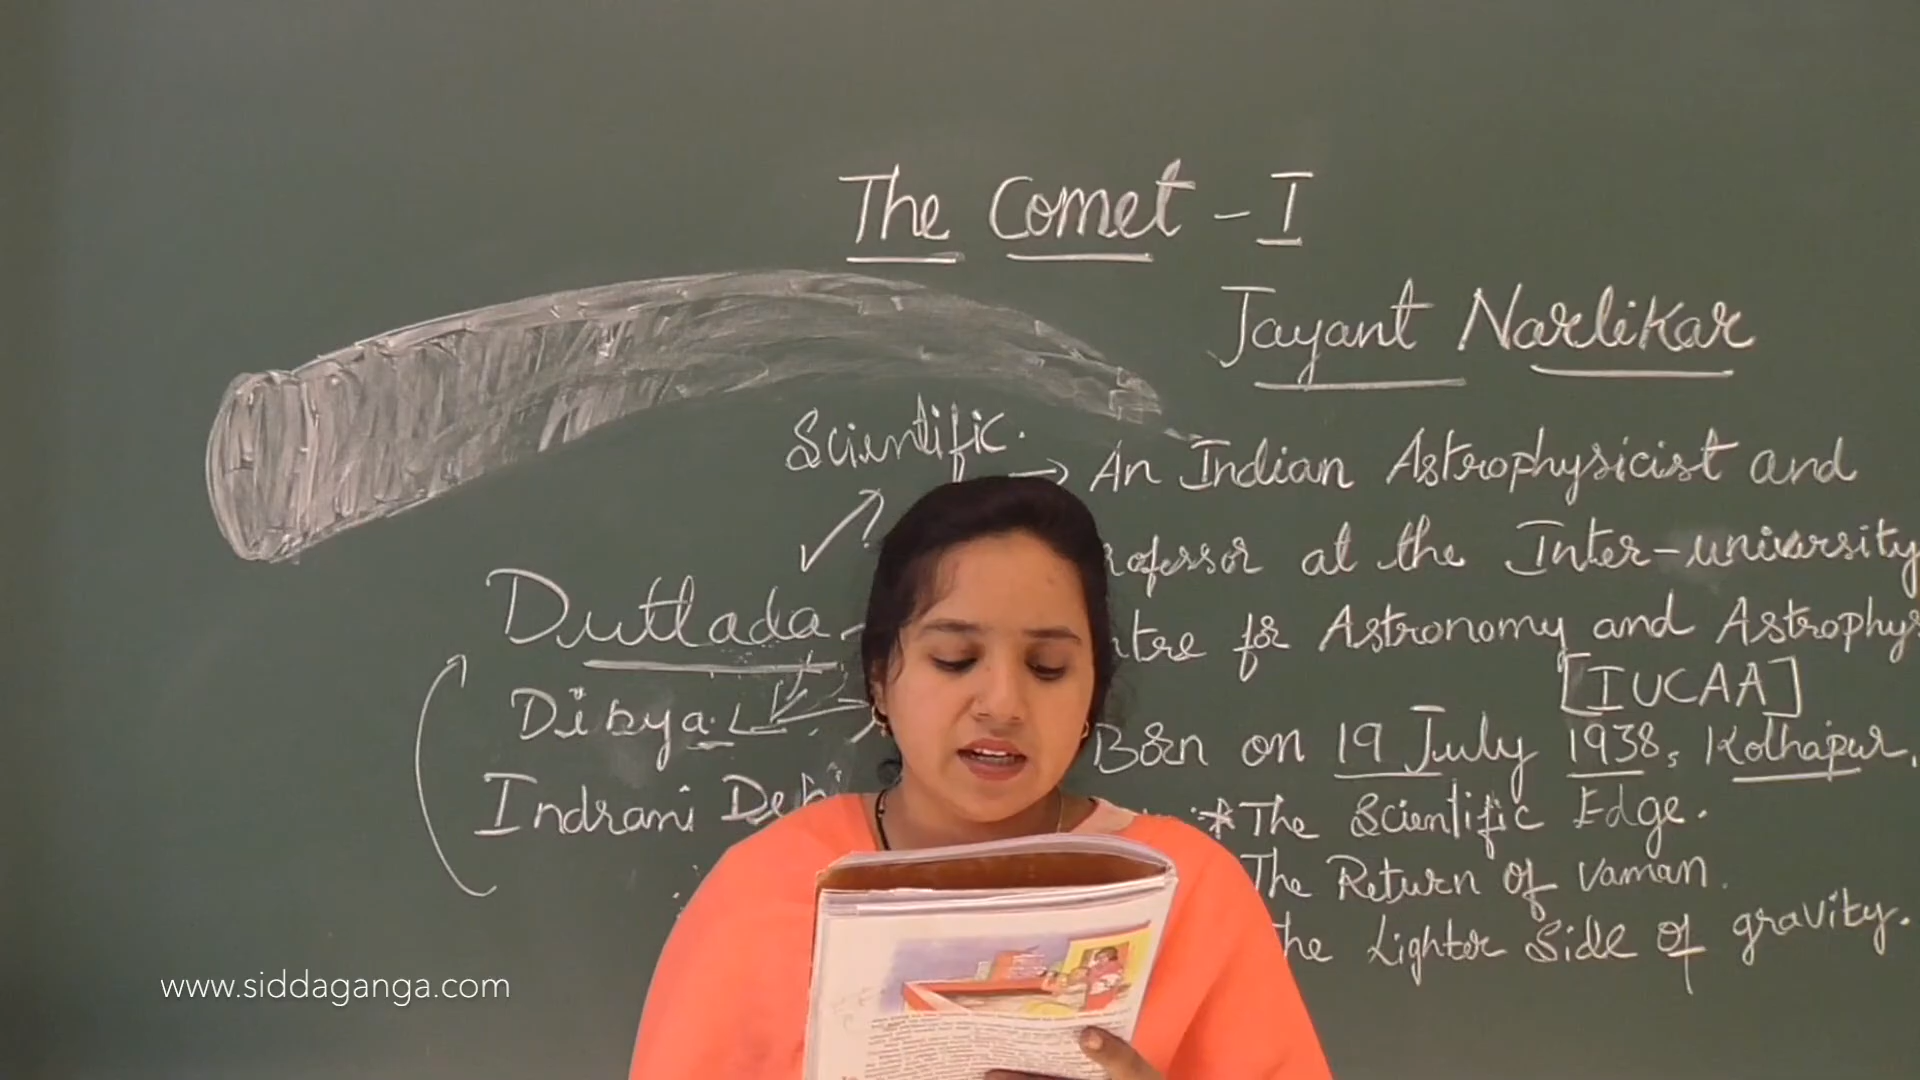 The Comet - I
Jayant Narlikar
Scientific.
→ An Indian Astrophysicist and
rofessor at the Inter-university
Duttada
ntre for Astronomy and Astrophys
[IUCAA]
Dibya.
Born on 19 July 1938, Kolhapur,
Indrani Debi
* The Scientific Edge.
The Return of Vaman.
he Lighter Side of gravity.
www.siddaganga.com